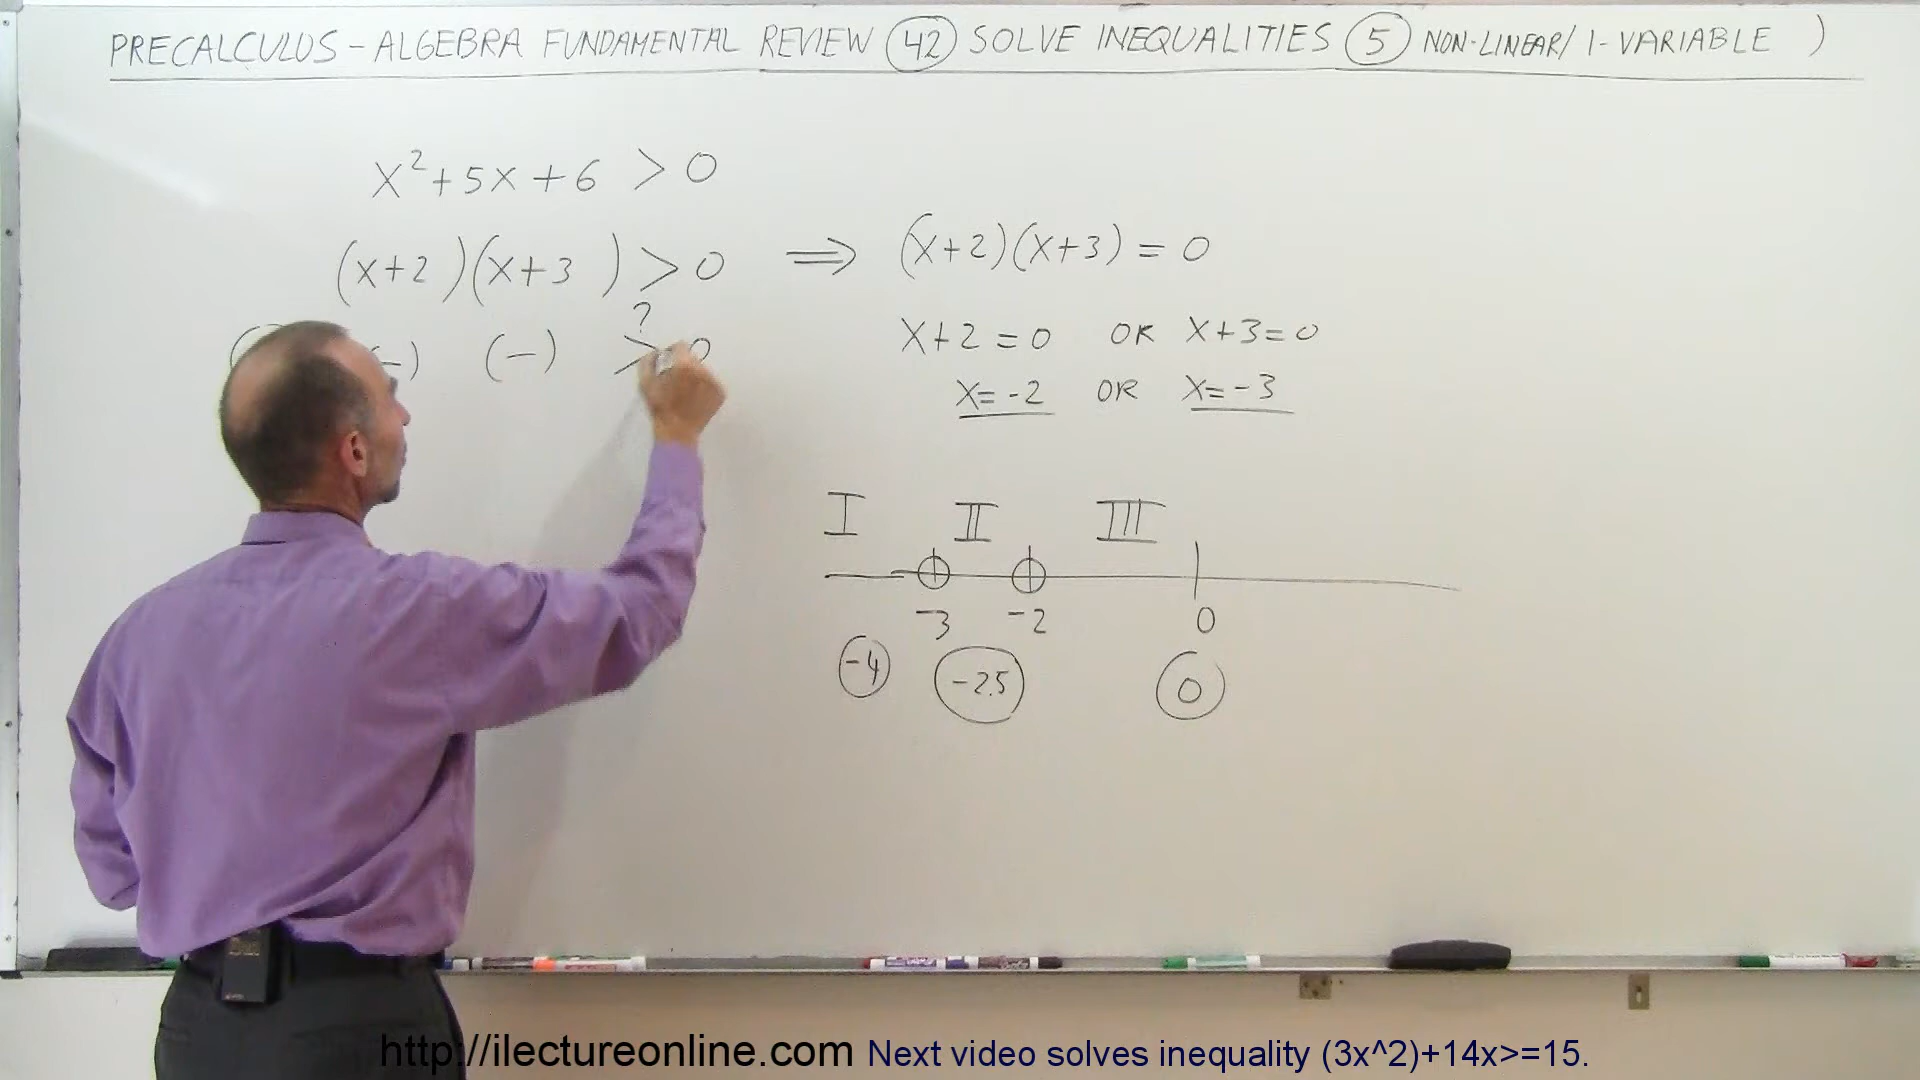 PRECALCULUS - ALGEBRA FUNDAMENTAL REVIEW (42) SOLVE INEQUALITIES (5) NON-LINEAR/ 1-VARIABLE )
x²+5x+6 > 0
(x+2)(x+3) > 0 ⟹ (x+2)(x+3) = 0
(-) (-) >? 0
x+2=0 OR x+3=0
x=-2 OR x=-3
I II III
-3 -2 0
-4 -2.5 0
http://ilectureonline.com Next video solves inequality (3x^2)+14x>=15.